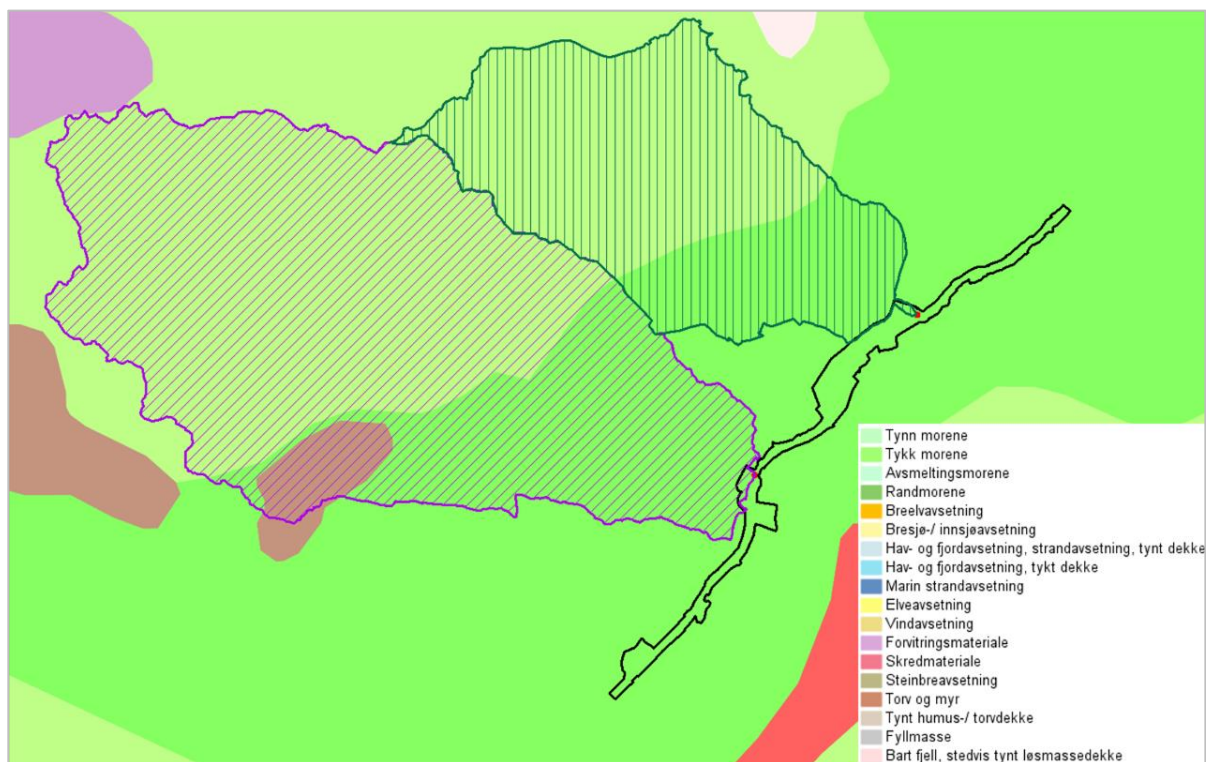 Tynn morene
Tykk morene
Avsmeltingsmorene
Randmorene
Breelvavsetning
Bresjø-/ innsjøavsetning
Hav- og fjordavsetning, strandavsetning, tynt dekke
Hav- og fjordavsetning, tykt dekke
Marin strandavsetning
Elveavsetning
Vindavsetning
Forvitringsmateriale
Skredmateriale
Steinbreavsetning
Torv og myr
Tynt humus-/ torvdekke
Fyllmasse
Bart fjell, stedvis tynt løsmassedekke